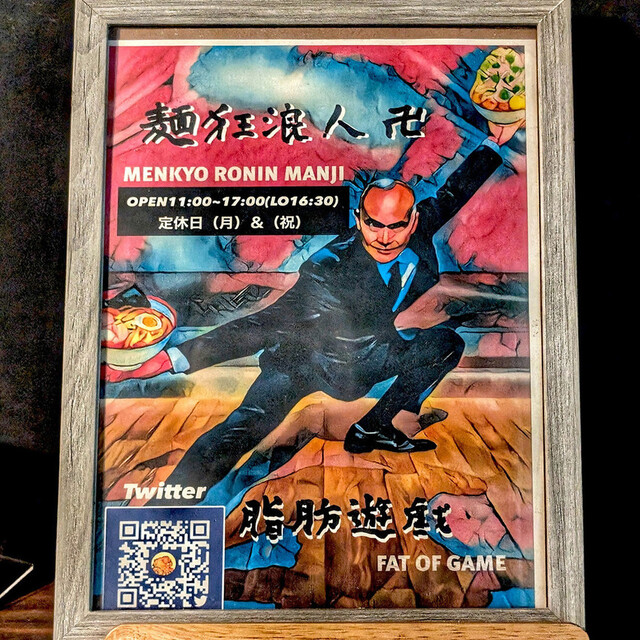 麺狂浪人卍
MENKYO RONIN MANJI
OPEN11:00~17:00(LO16:30)
定休日(月)&(祝)
Twitter
脂肪遊戯
FAT OF GAME